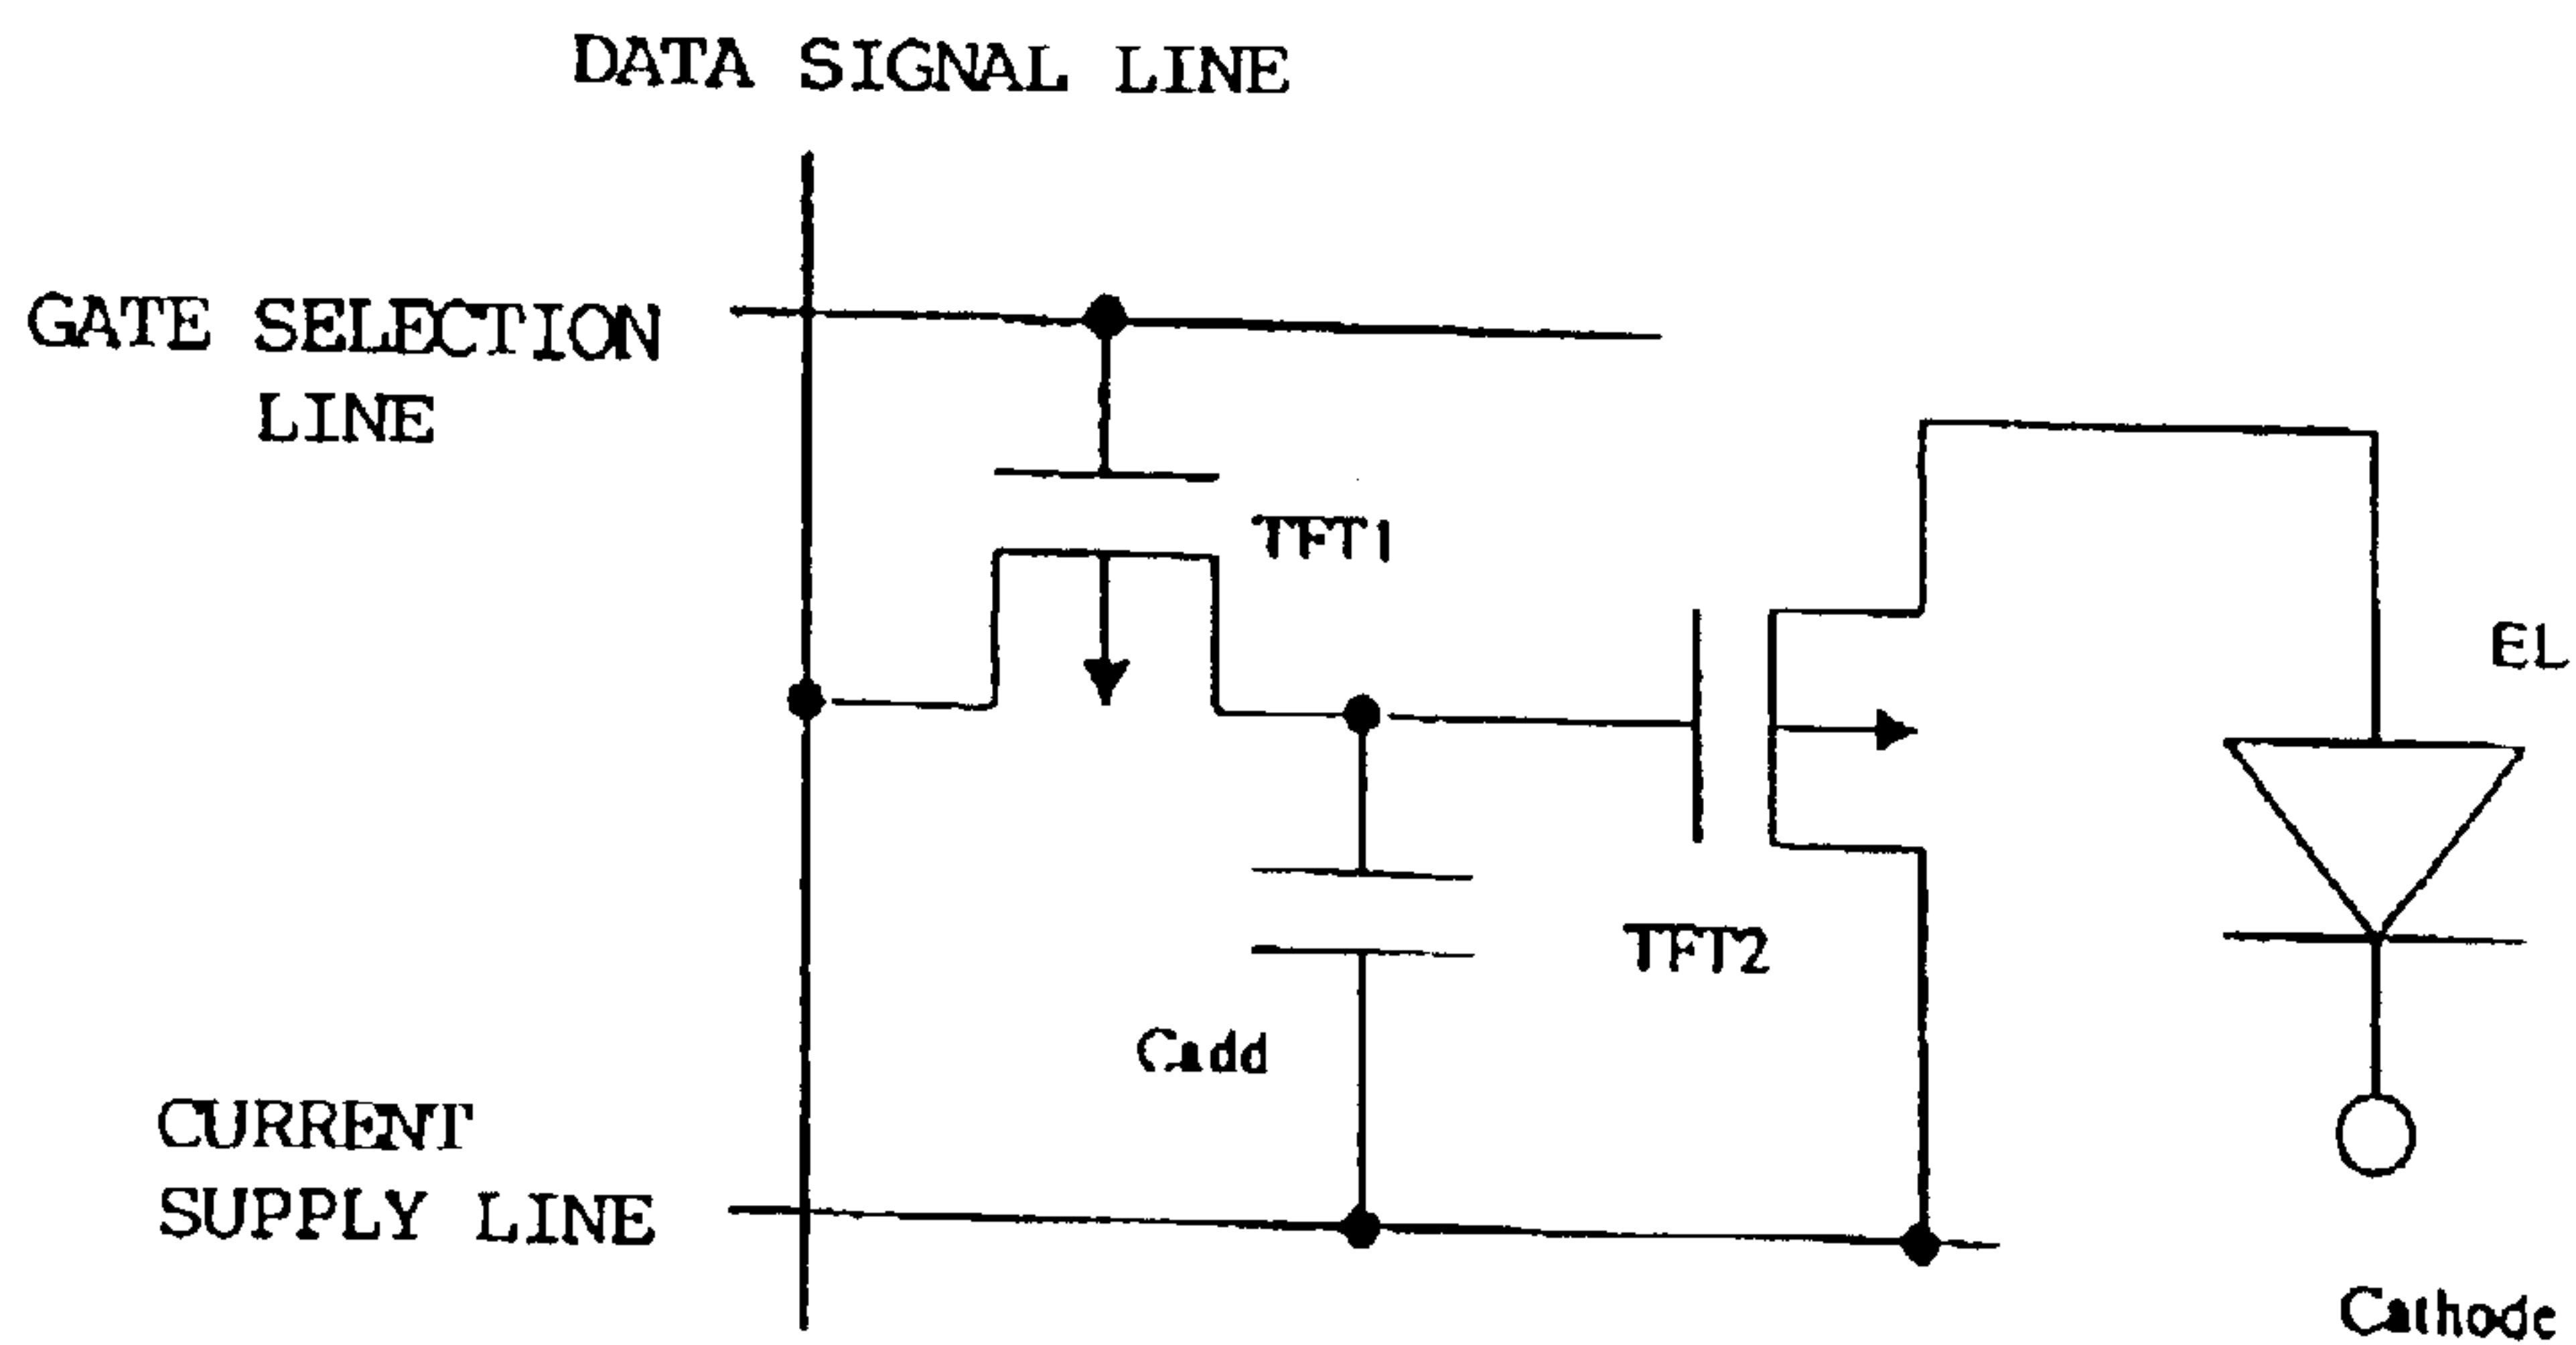 DATA SIGNAL LINE
GATE SELECTION
LINE
TFT1
EL
TFT2
Cadd
CURRENT
SUPPLY LINE
Cathode